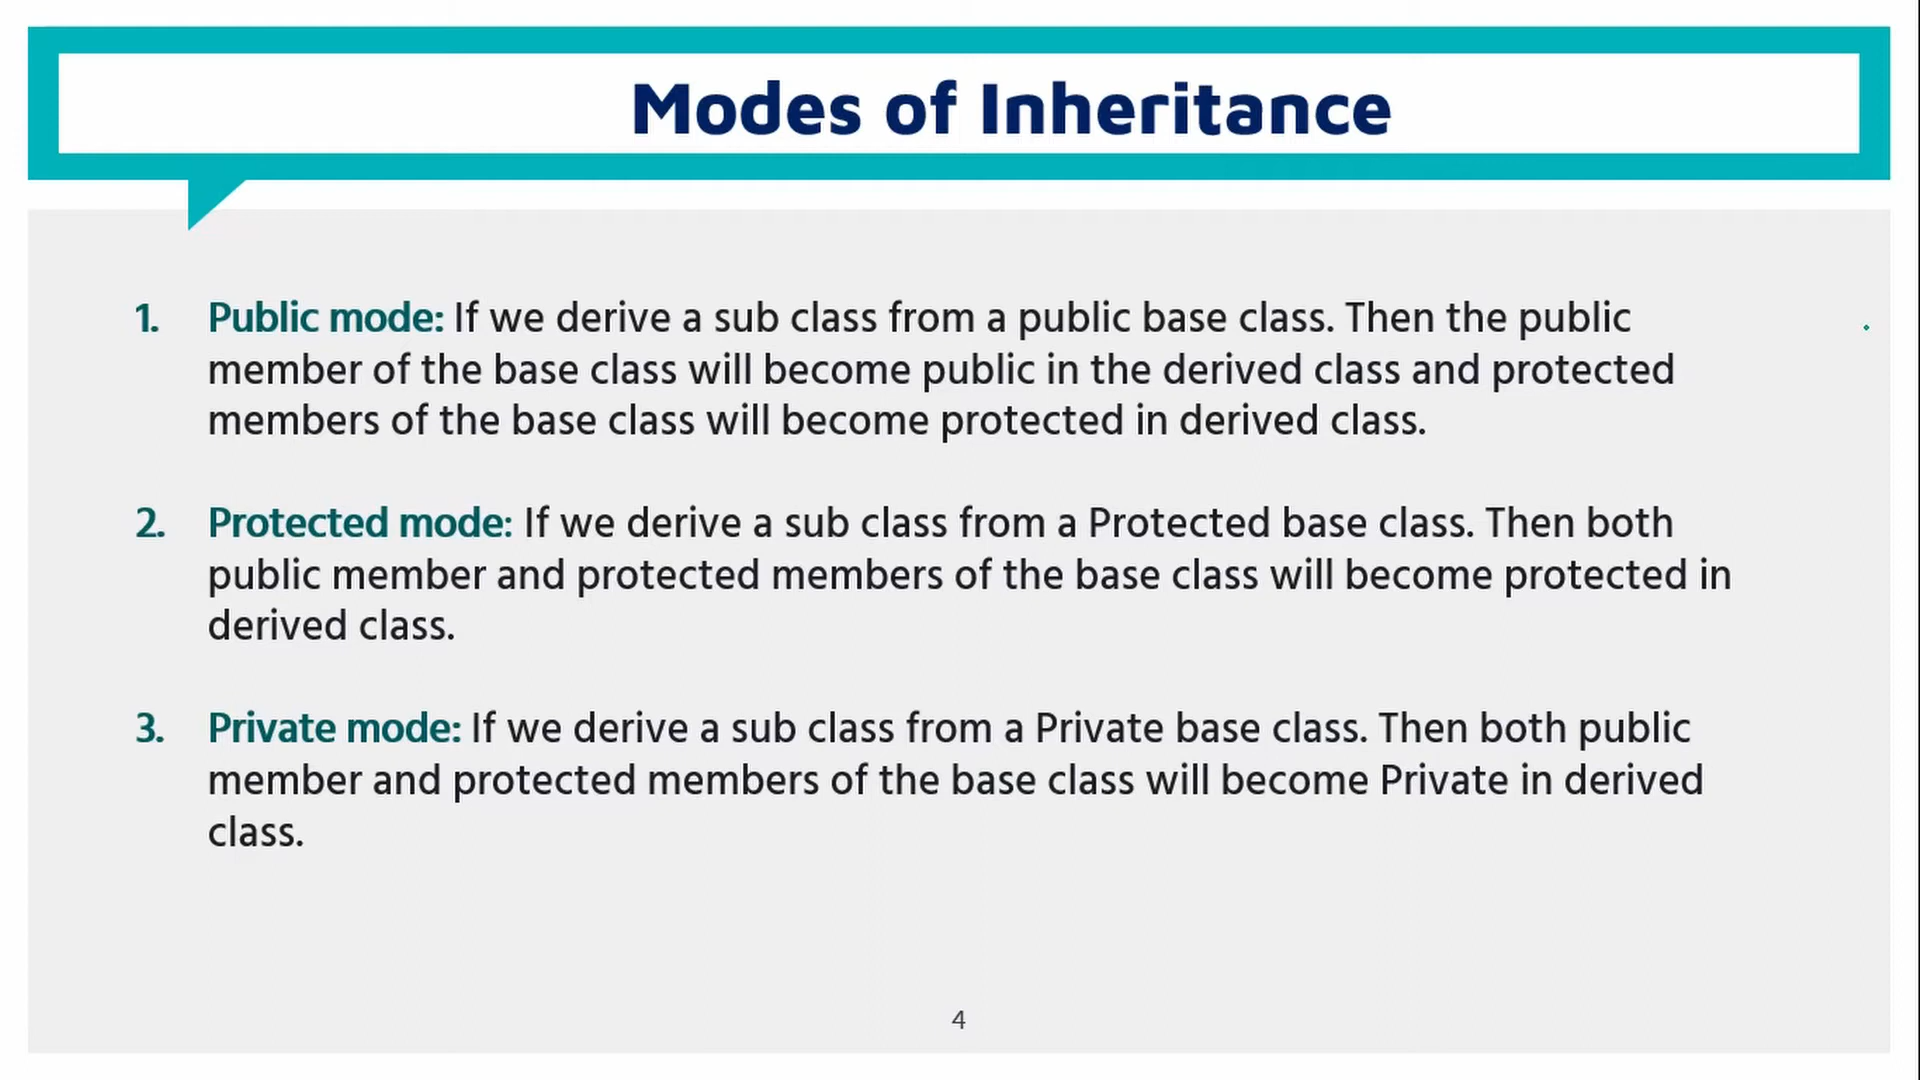 Modes of Inheritance
1. Public mode: If we derive a sub class from a public base class. Then the public
member of the base class will become public in the derived class and protected
members of the base class will become protected in derived class.
2. Protected mode: If we derive a sub class from a Protected base class. Then both
public member and protected members of the base class will become protected in
derived class.
3. Private mode: If we derive a sub class from a Private base class. Then both public
member and protected members of the base class will become Private in derived
class.
4